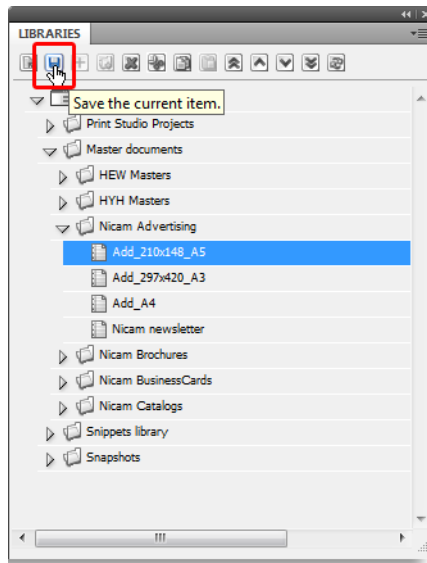 LIBRARIES
Save the current item.
Print Studio Projects
Master documents
HEW Masters
HYH Masters
Nicam Advertising
Add_210x148_A5
Add_297x420_A3
Add_A4
Nicam newsletter
Nicam Brochures
Nicam BusinessCards
Nicam Catalogs
Snippets library
Snapshots